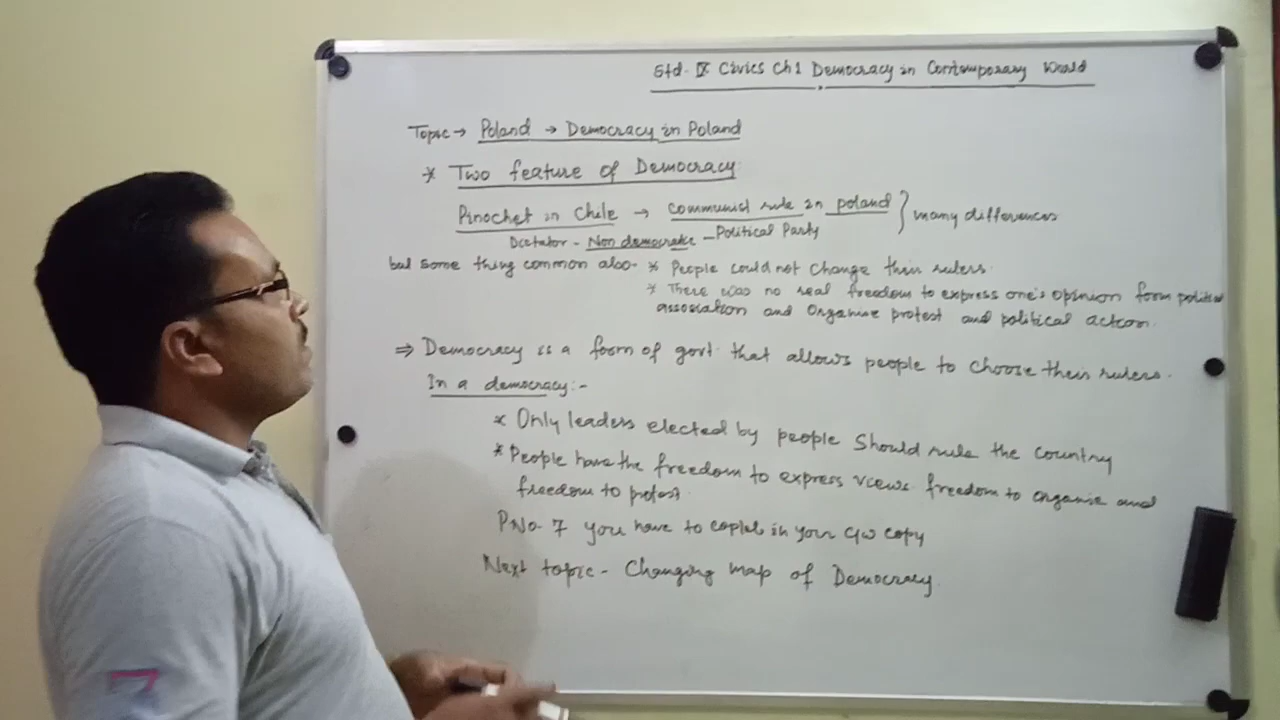 Std. IX Civics Ch1 Democracy in Contemporary World
Topic → Poland → Democracy in Poland
* Two feature of Democracy
Pinochet in Chile → Communist rule in poland } many differences
Dictator - Non democratic - Political Party
but some thing common also- * People could not change their rulers.
* There was no real freedom to express one's opinion form political
association and Organise protest and political action.
⇒ Democracy is a form of govt. that allows people to choose their rulers.
In a democracy:-
* Only leaders elected by people Should rule the country
* People have the freedom to express views. freedom to organise and
freedom to protest.
PNo. 7 you have to in your cw copy
Next topic - Changing map of Democracy.